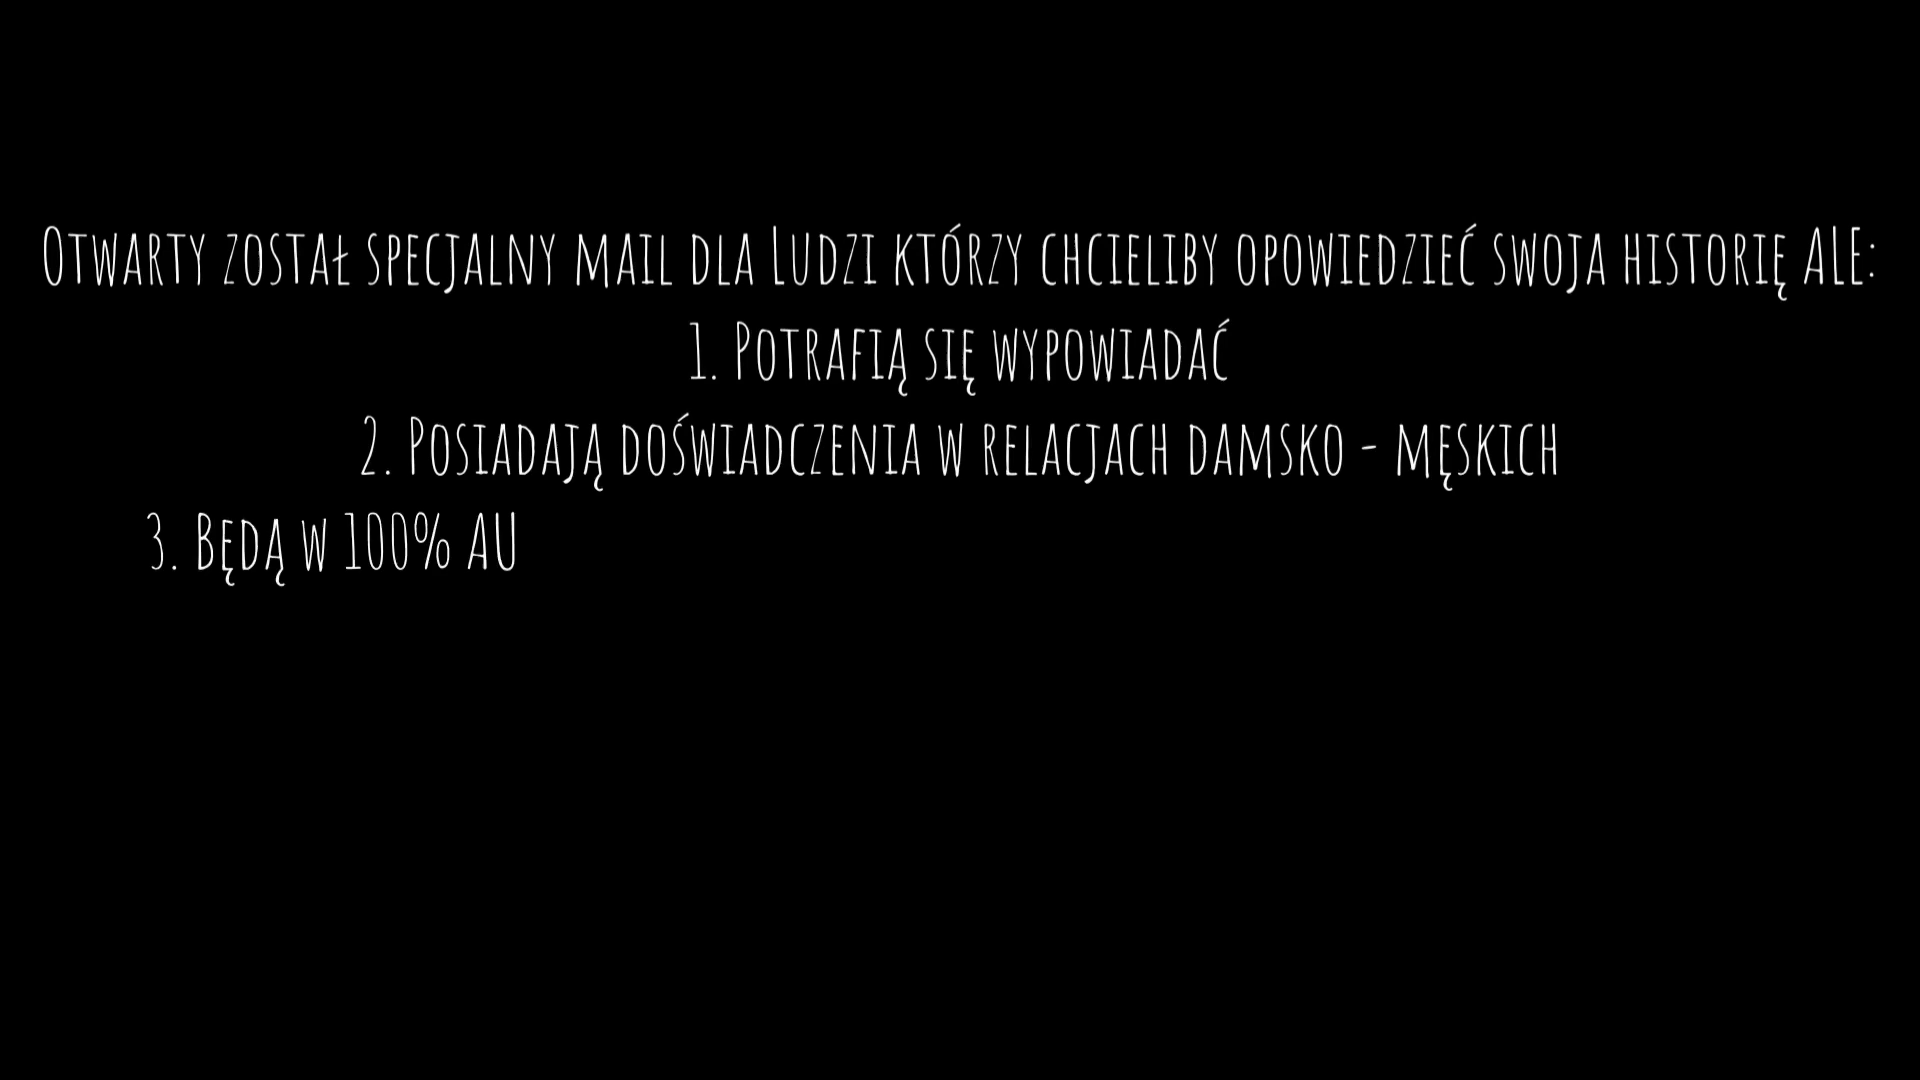 Otwarty został specjalny mail dla Ludzi którzy chcieliby opowiedzieć swoja historię ALE:
1. Potrafią się wypowiadać
2. Posiadają doświadczenia w relacjach damsko - męskich
3. Będą w 100% AU